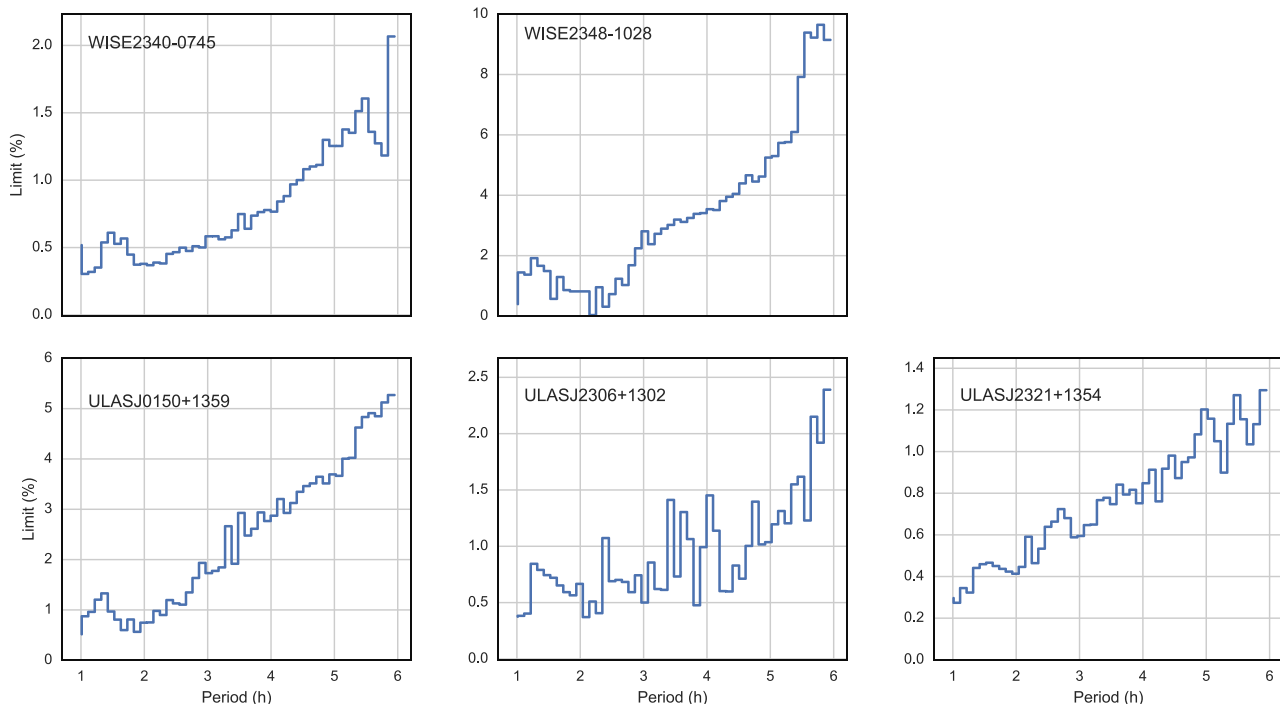 WISE2340-0745
2.0
1.5
1.0
0.5
0.0
Limit (%)
WISE2348-1028
10
8
6
4
2
0
ULASJ0150+1359
6
5
4
3
2
1
0
Limit (%)
1 2 3 4 5 6
Period (h)
ULASJ2306+1302
2.5
2.0
1.5
1.0
0.5
0.0
1 2 3 4 5 6
Period (h)
ULASJ2321+1354
1.4
1.2
1.0
0.8
0.6
0.4
0.2
0.0
1 2 3 4 5 6
Period (h)